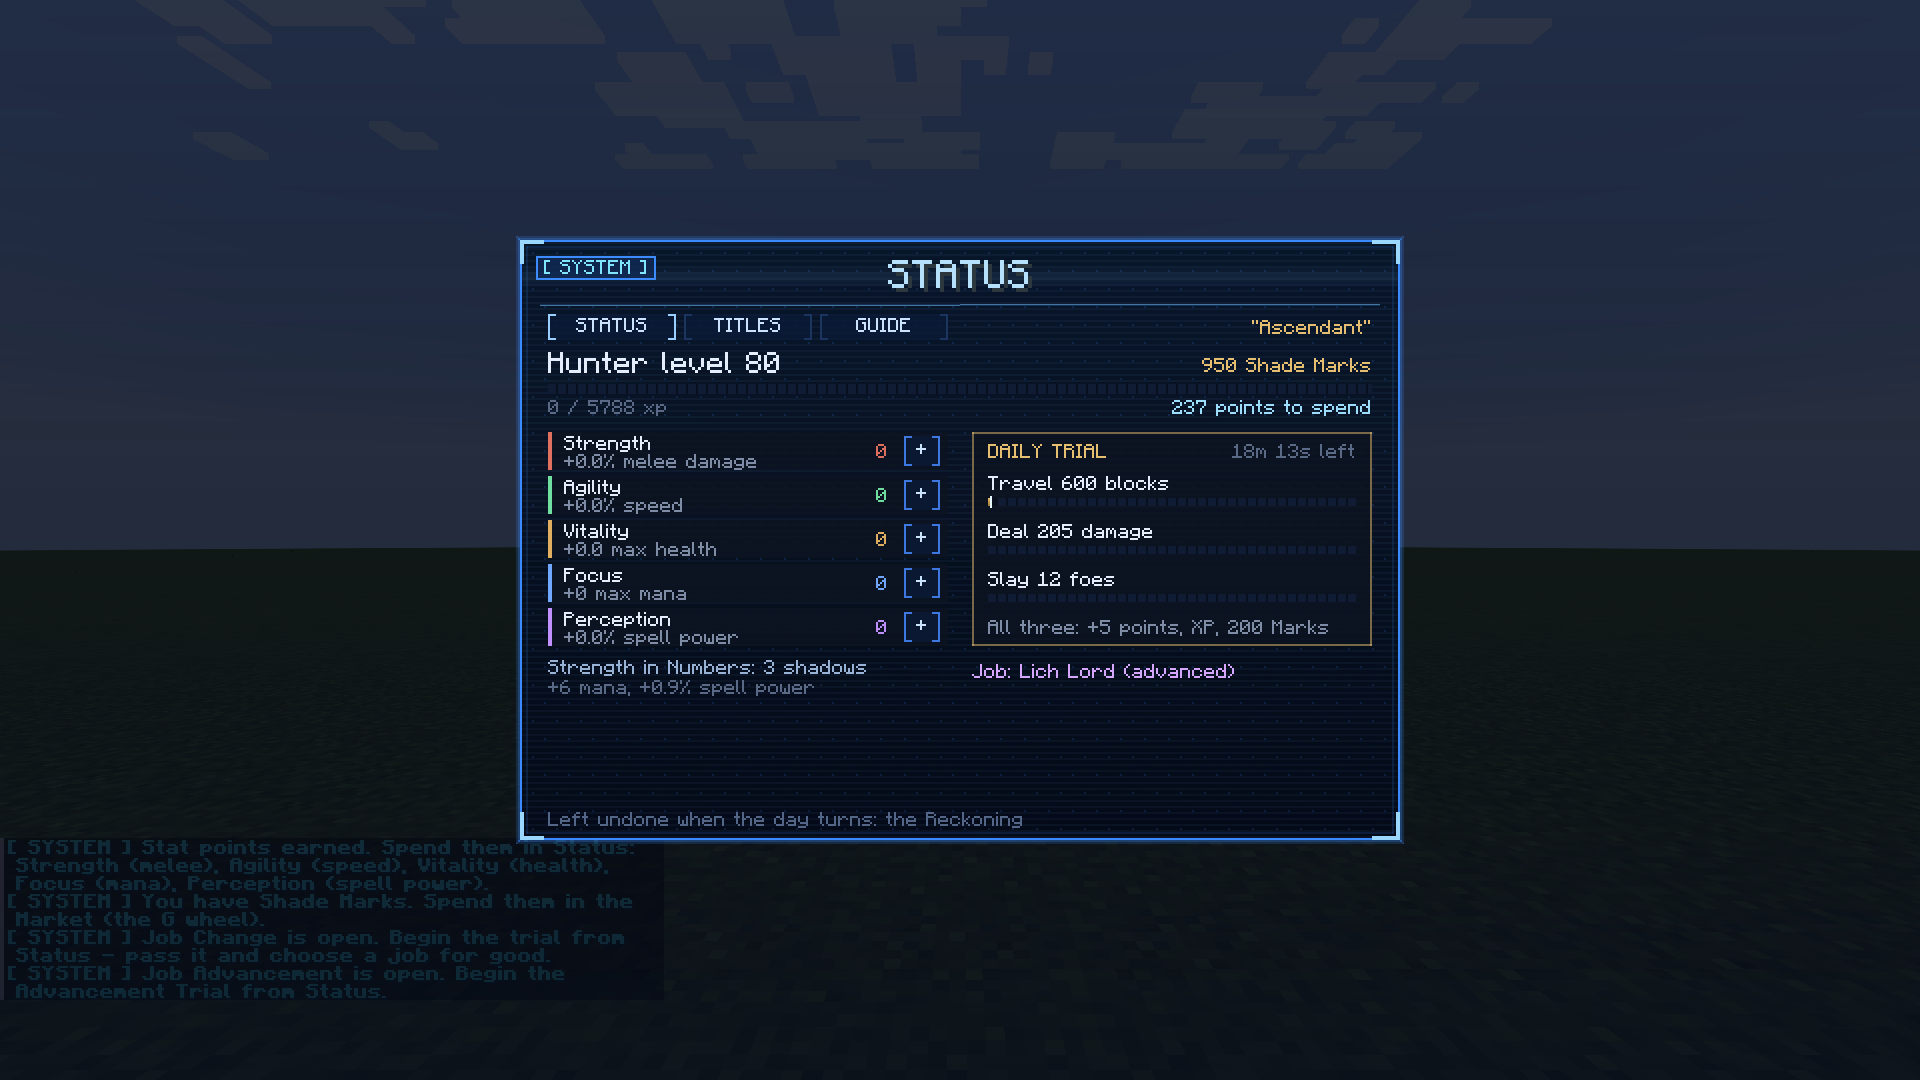 [ SYSTEM ]
STATUS
[ STATUS ] [ TITLES ] [ GUIDE ]
"Ascendant"
Hunter level 80
950 Shade Marks
0 / 5788 xp
237 points to spend
Strength
+0.0% melee damage
0 [+]
Agility
+0.0% speed
0 [+]
Vitality
+0.0 max health
0 [+]
Focus
+0 max mana
0 [+]
Perception
+0.0% spell power
0 [+]
Strength in Numbers: 3 shadows
+6 mana, +0.9% spell power
DAILY TRIAL
18m 13s left
Travel 600 blocks
Deal 205 damage
Slay 12 foes
All three: +5 points, XP, 200 Marks
Job: Lich Lord (advanced)
Left undone when the day turns: the Reckoning
[ SYSTEM ] Stat points earned. Spend them in Status:
Strength (melee), Agility (speed), Vitality (health),
Focus (mana), Perception (spell power).
[ SYSTEM ] You have Shade Marks. Spend them in the
Market (the G wheel).
[ SYSTEM ] Job Change is open. Begin the trial from
Status - pass it and choose a job for good.
[ SYSTEM ] Job Advancement is open. Begin the
Advancement Trial from Status.